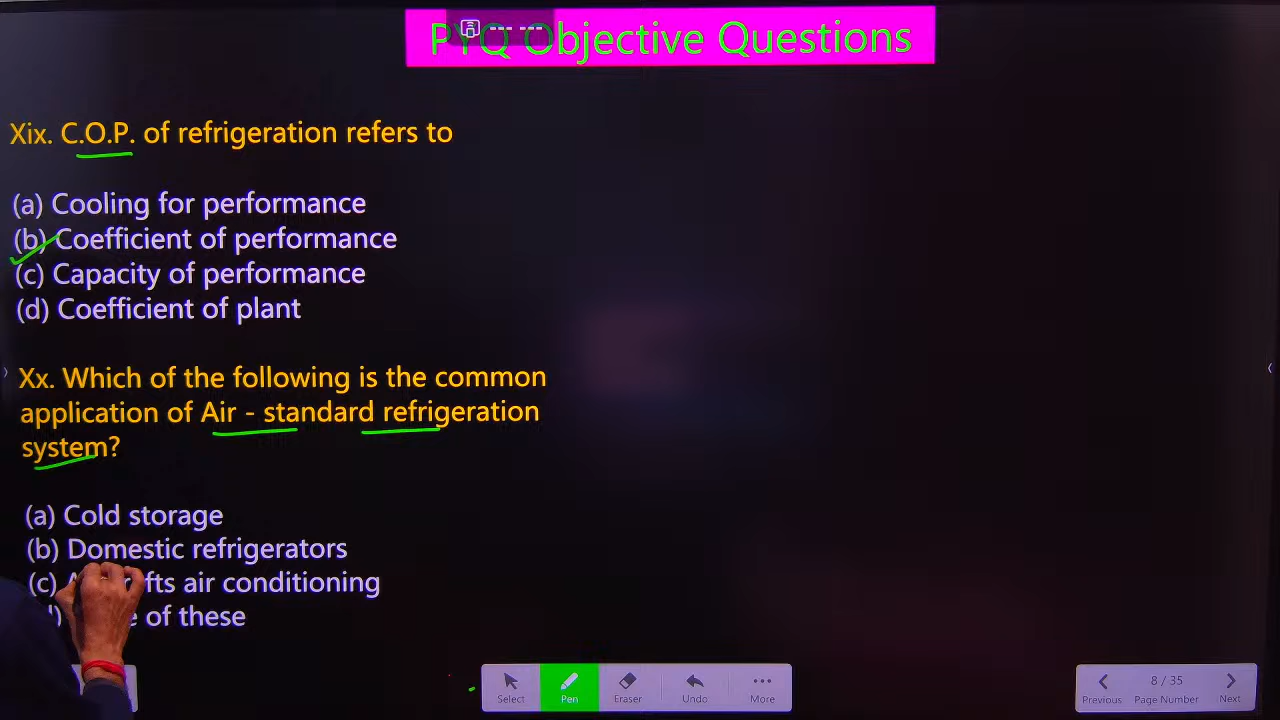 PYQ Objective Questions
Xix. C.O.P. of refrigeration refers to
(a) Cooling for performance
(b) Coefficient of performance
(c) Capacity of performance
(d) Coefficient of plant
Xx. Which of the following is the common
application of Air - standard refrigeration
system?
(a) Cold storage
(b) Domestic refrigerators
(c) air conditioning
of these
Select
Pen
Eraser
Undo
More
Previous
8 / 35
Page Number
Next